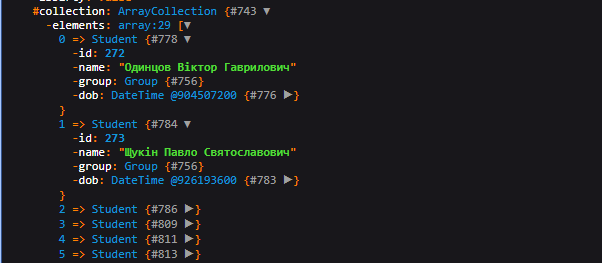 #collection: ArrayCollection {#743 ▼
-elements: array:29 [▼
0 => Student {#778 ▼
-id: 272
-name: "Одинцов Віктор Гаврилович"
-group: Group {#756}
-dob: DateTime @904507200 {#776 ▶}
}
1 => Student {#784 ▼
-id: 273
-name: "Щукін Павло Святославович"
-group: Group {#756}
-dob: DateTime @926193600 {#783 ▶}
}
2 => Student {#786 ▶}
3 => Student {#809 ▶}
4 => Student {#811 ▶}
5 => Student {#813 ▶}